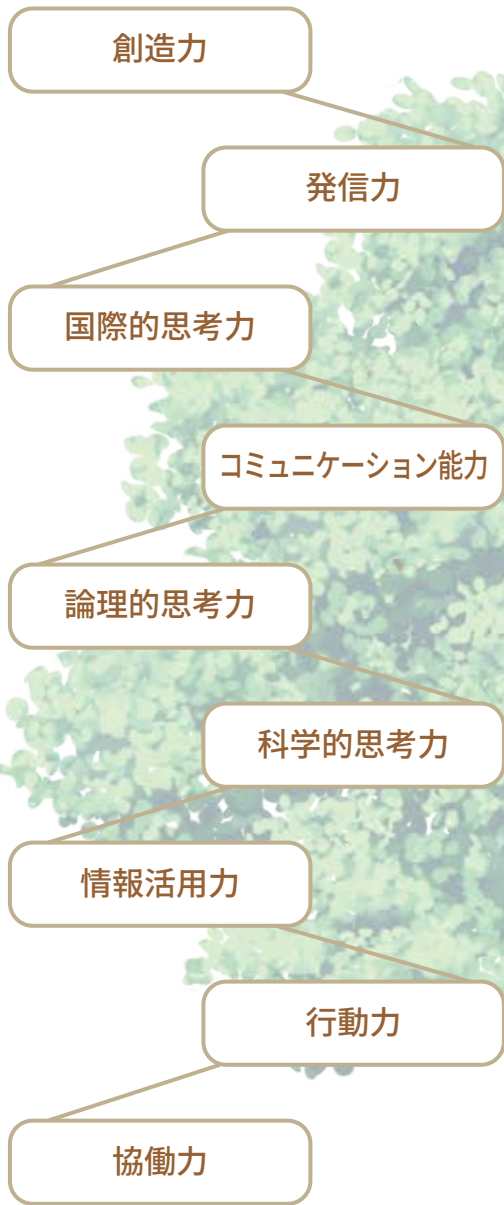 創造力
発信力
国際的思考力
コミュニケーション能力
論理的思考力
科学的思考力
情報活用力
行動力
協働力